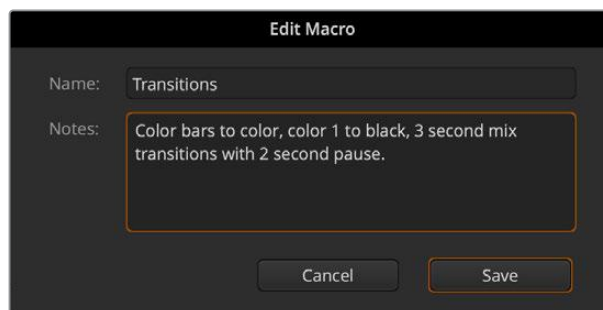 Edit Macro
Name: Transitions
Notes: Color bars to color, color 1 to black, 3 second mix
transitions with 2 second pause.
Cancel Save